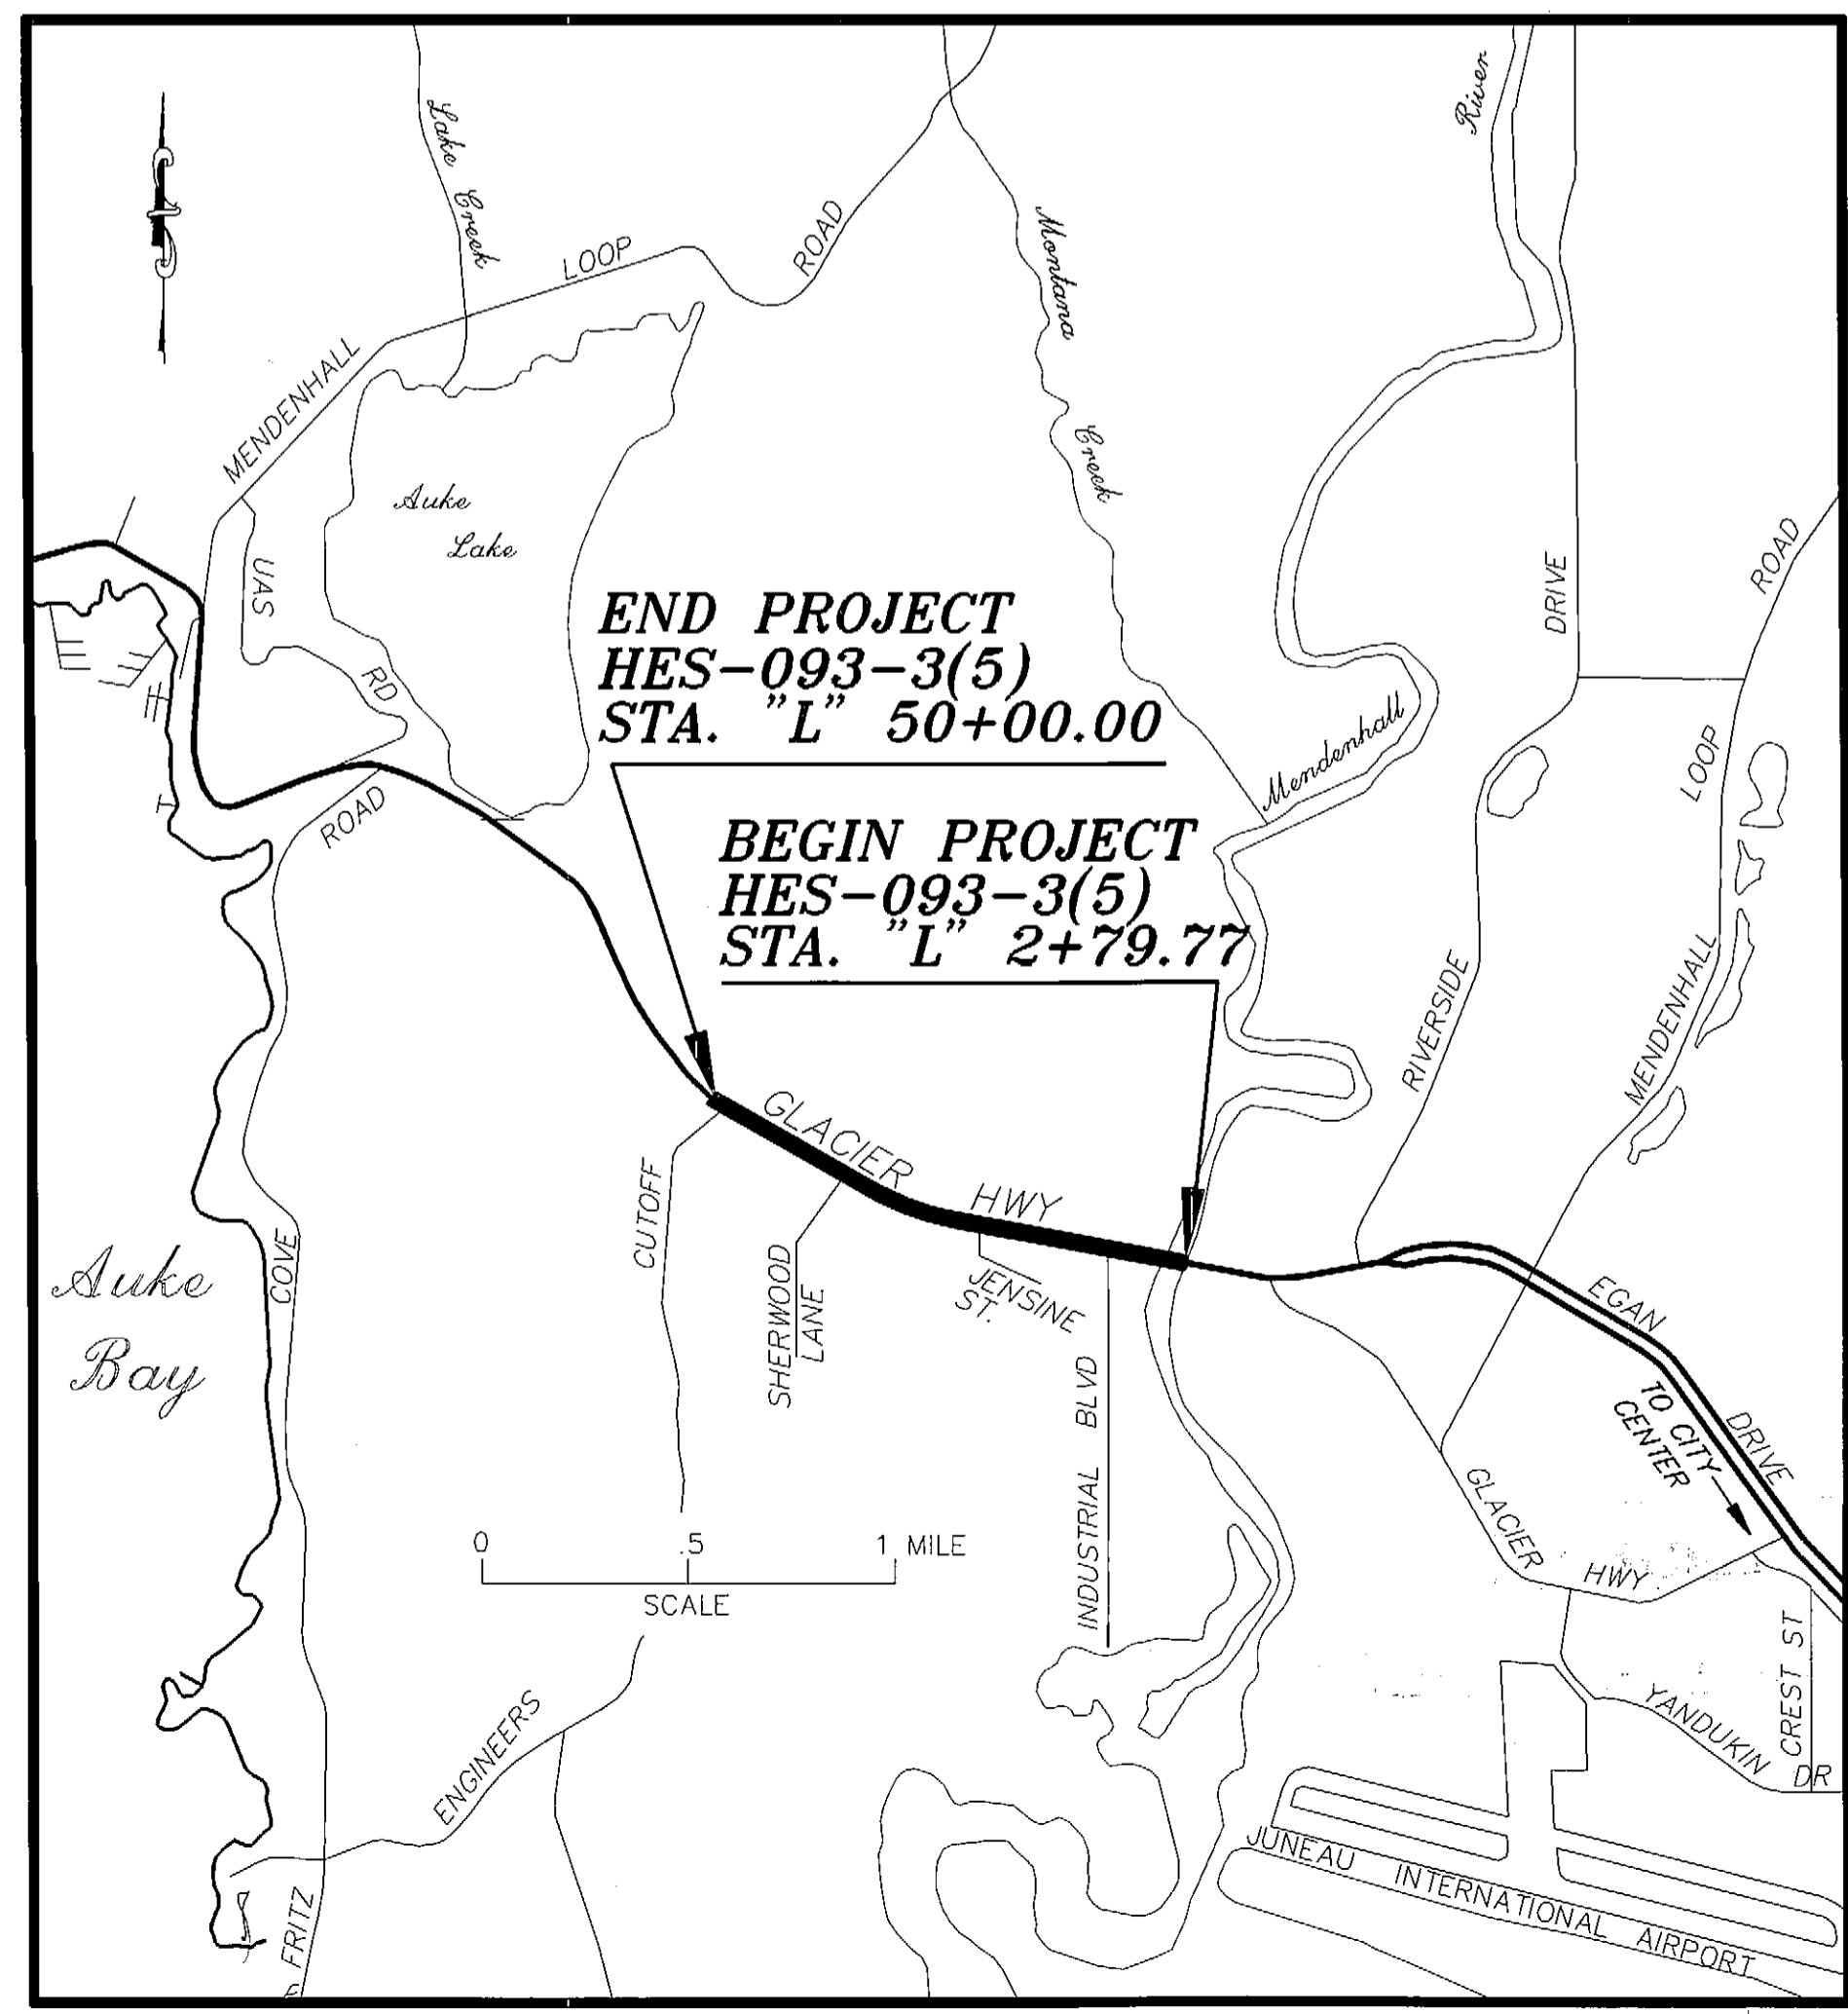 River
Lake Creek
LOOP
ROAD
Montana Creek
MENDENHALL
Auke
Lake
UAS
RD
DRIVE
ROAD
END PROJECT
HES-093-3(5)
STA. "L" 50+00.00
Mendenhall
LOOP
ROAD
BEGIN PROJECT
HES-093-3(5)
STA. "L" 2+79.77
RIVERSIDE
MENDENHALL
GLACIER HWY
CUTOFF
SHERWOOD
LANE
JENSINE
ST.
COVE
Auke
Bay
EGAN DRIVE
TO CITY
CENTER
INDUSTRIAL BLVD
GLACIER HWY
0 .5 1 MILE
SCALE
CREST ST
YANDUKIN DR
ENGINEERS
FRITZ
JUNEAU INTERNATIONAL AIRPORT